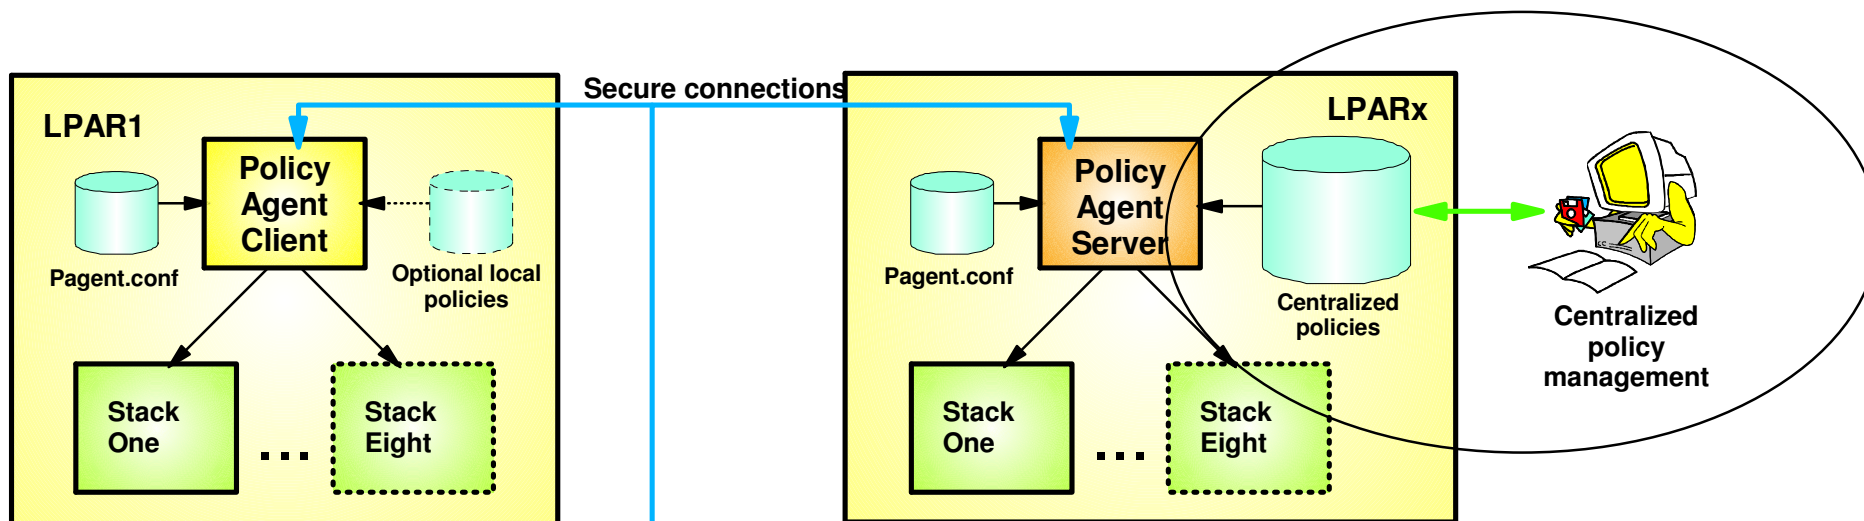 Secure connections
LPAR1
Policy
Agent
Client
Pagent.conf
Optional local
policies
Stack
One
...
Stack
Eight
LPARx
Policy
Agent
Server
Pagent.conf
Centralized
policies
Stack
One
...
Stack
Eight
Centralized
policy
management